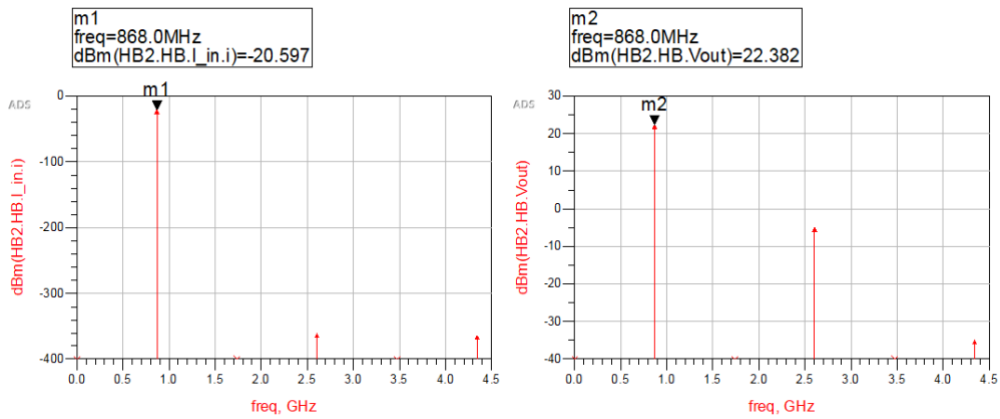 m1
freq=868.0MHz
dBm(HB2.HB.I_in.i)=-20.597
m2
freq=868.0MHz
dBm(HB2.HB.Vout)=22.382
ADS
m1
dBm(HB2.HB.I_in.i)
0
-100
-200
-300
-400
0.0 0.5 1.0 1.5 2.0 2.5 3.0 3.5 4.0 4.5
freq, GHz
ADS
m2
dBm(HB2.HB.Vout)
30
20
10
0
-10
-20
-30
-40
0.0 0.5 1.0 1.5 2.0 2.5 3.0 3.5 4.0 4.5
freq, GHz